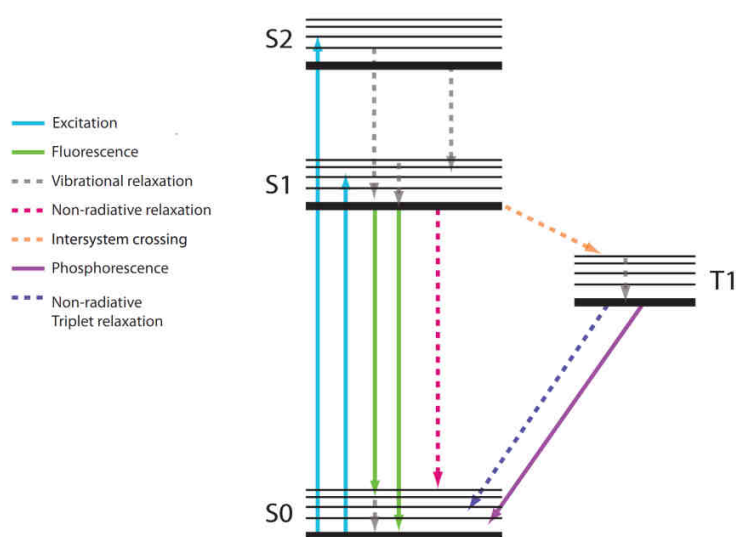 S2
Excitation
Fluorescence
Vibrational relaxation
S1
Non-radiative relaxation
Intersystem crossing
Phosphorescence
T1
Non-radiative
Triplet relaxation
S0